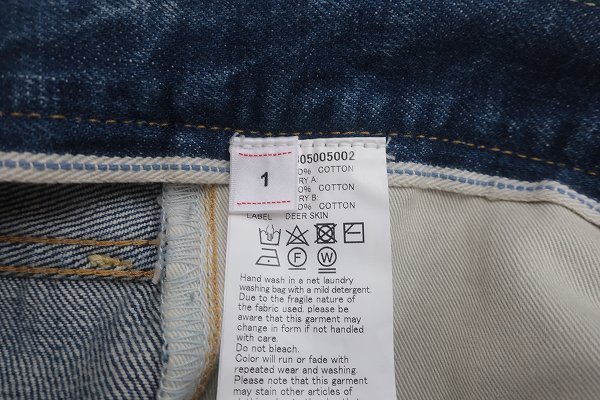 1
305005002
0% COTTON
RY A:
0% COTTON
RY B:
0% COTTON
LABEL DEER SKIN
F W
Hand wash in a net laundry
washing bag with a mild detergent.
Due to the fragile nature of
the fabric used, please be
aware that this garment may
change in form if not handled
with care.
Do not bleach.
Color will run or fade with
repeated wear and washing.
Please note that this garment
may stain other articles of